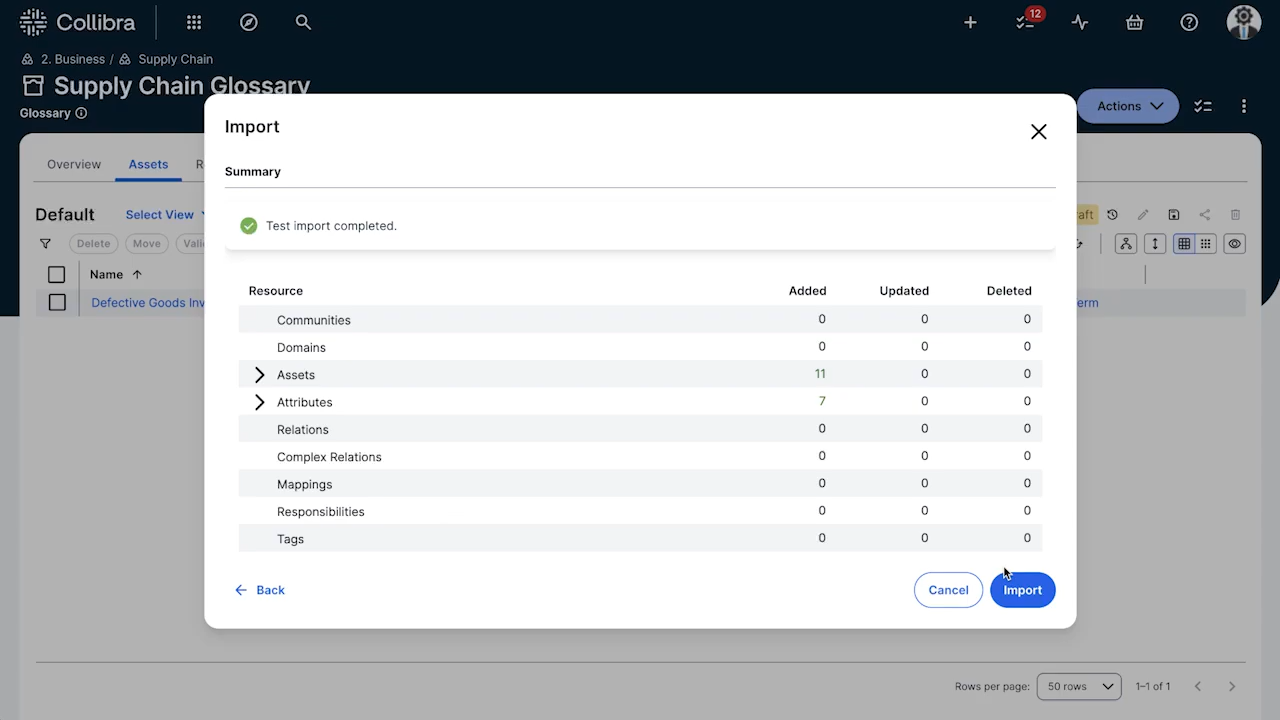 Collibra
12
2. Business / Supply Chain
Supply Chain Glossary
Glossary
Actions
Import
Summary
Overview Assets R
Test import completed.
Default Select View
aft
Delete Move Vali
Name
Defective Goods Inv
erm
Resource Added Updated Deleted
Communities 0 0 0
Domains 0 0 0
Assets 11 0 0
Attributes 7 0 0
Relations 0 0 0
Complex Relations 0 0 0
Mappings 0 0 0
Responsibilities 0 0 0
Tags 0 0 0
Back Cancel Import
Rows per page: 50 rows 1–1 of 1